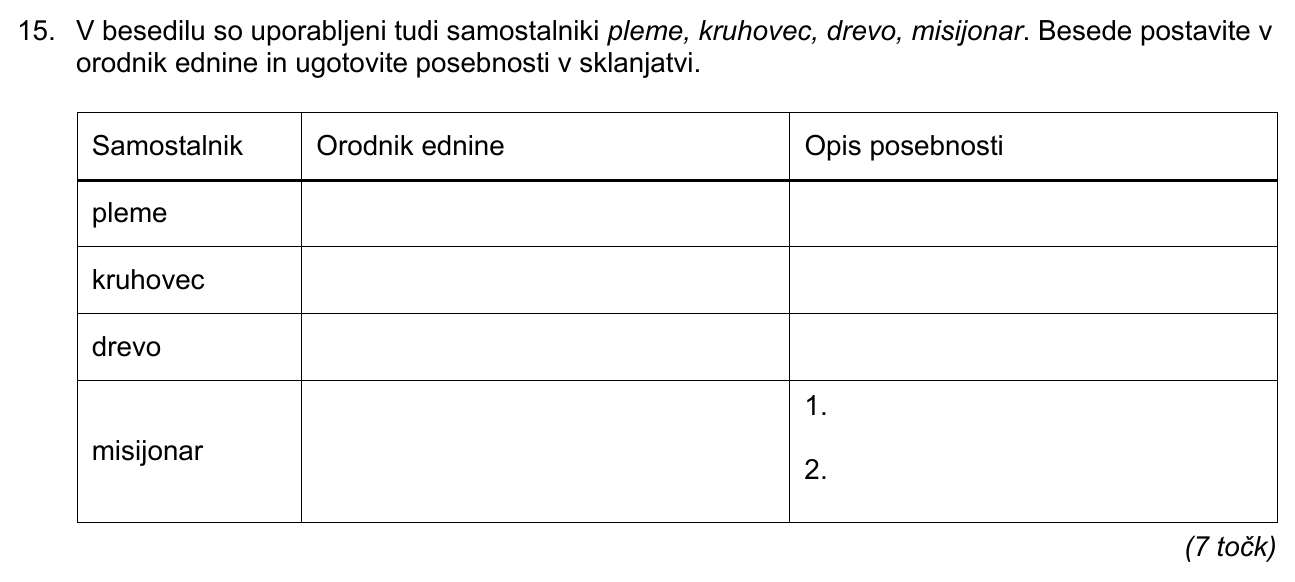 15. V besedilu so uporabljeni tudi samostalniki pleme, kruhovec, drevo, misijonar. Besede postavite v
orodnik ednine in ugotovite posebnosti v sklanjatvi.
Samostalnik Orodnik ednine Opis posebnosti
pleme
kruhovec
drevo
misijonar
1.
2.
(7 točk)